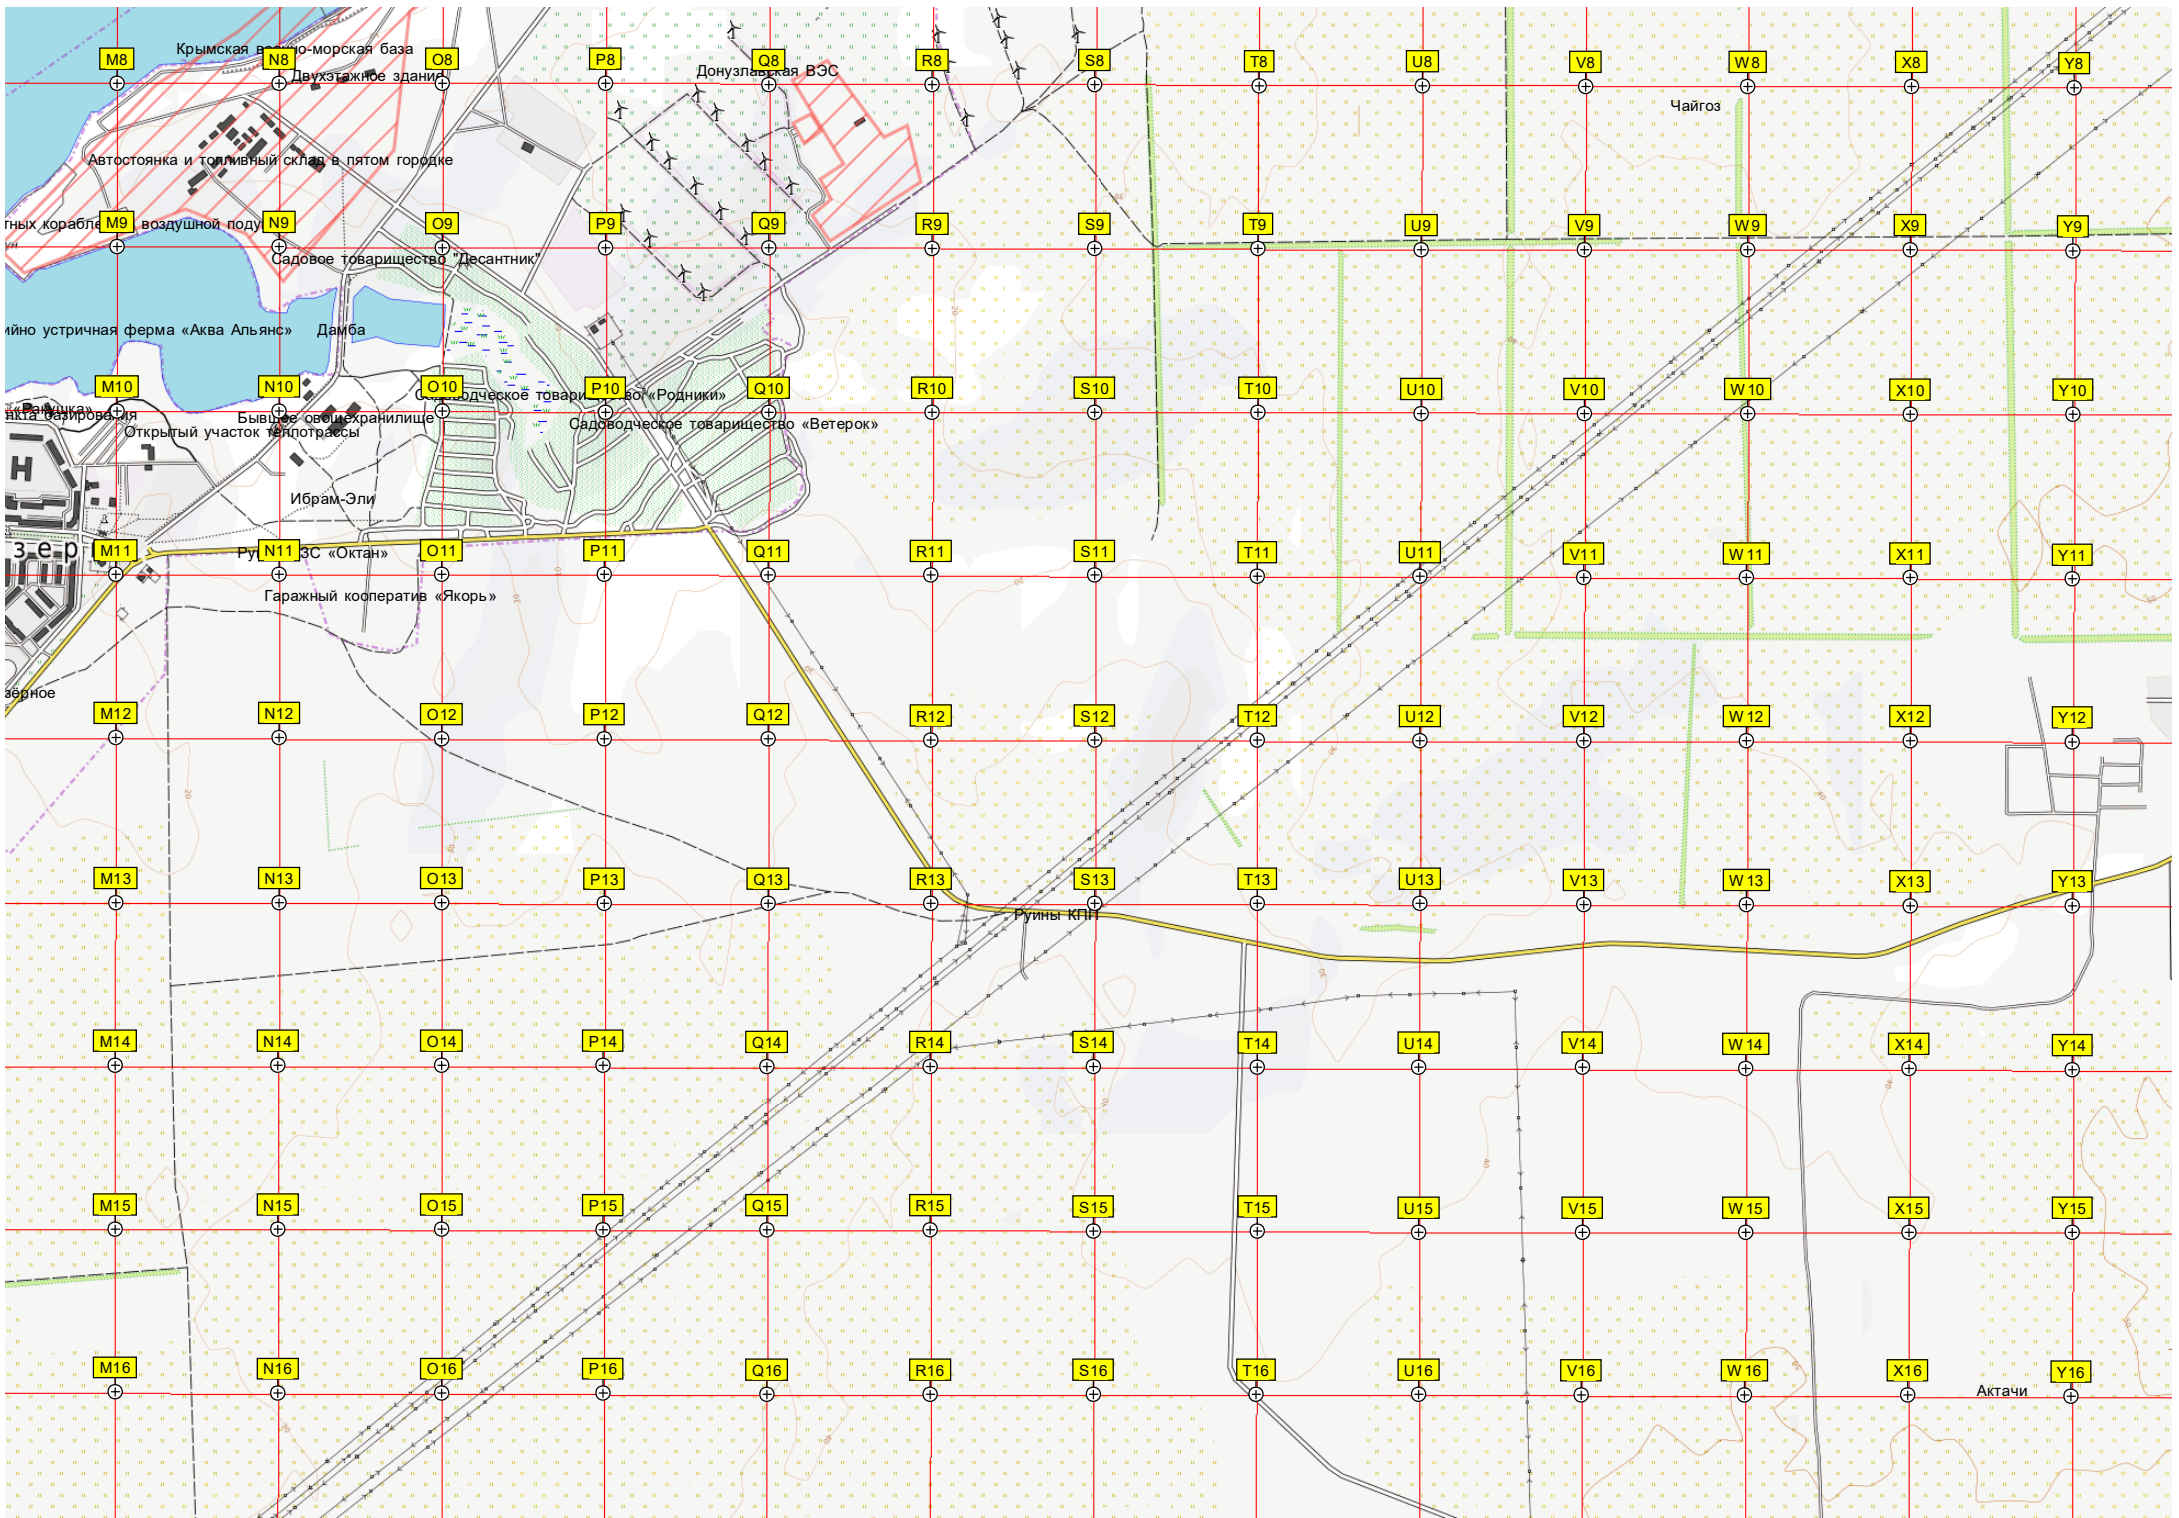 Крымская военно-морская база
M8 N8 O8 P8 Q8 R8 S8 T8 U8 V8 W8 X8 Y8
Двухэтажное здание
Донузлавская ВЭС
Чайгоз
Автостоянка и топливный склад в пятом городке
M9 N9 O9 P9 Q9 R9 S9 T9 U9 V9 W9 X9 Y9
воздушной
Садовое товарищество "Десантник"
устричная ферма «Аква Альянс»
Дамба
M10 N10 O10 P10 Q10 R10 S10 T10 U10 V10 W10 X10 Y10
Садоводческое товарищество «Родники»
«Ракушка»
базирования
Бывшее овощехранилище
Садоводческое товарищество «Ветерок»
Открытый участок теплотрассы
Н
Ибрам-Эли
зер
M11 N11 O11 P11 Q11 R11 S11 T11 U11 V11 W11 X11 Y11
«Октан»
Гаражный кооператив «Якорь»
зёрное
M12 N12 O12 P12 Q12 R12 S12 T12 U12 V12 W12 X12 Y12
M13 N13 O13 P13 Q13 R13 S13 T13 U13 V13 W13 X13 Y13
Руины КПП
M14 N14 O14 P14 Q14 R14 S14 T14 U14 V14 W14 X14 Y14
M15 N15 O15 P15 Q15 R15 S15 T15 U15 V15 W15 X15 Y15
M16 N16 O16 P16 Q16 R16 S16 T16 U16 V16 W16 X16 Y16
Актачи